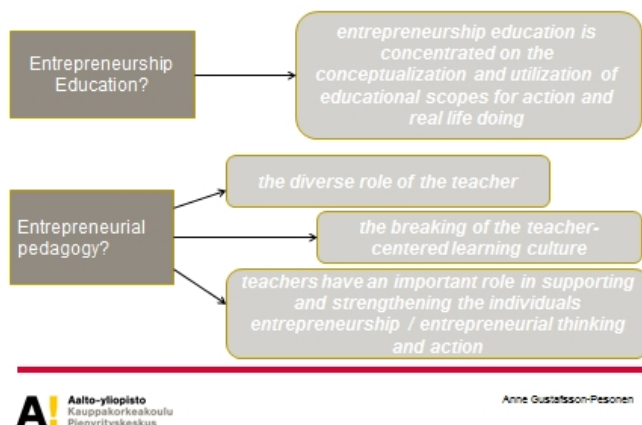 Entrepreneurship
Education?
entrepreneurship education is
concentrated on the
conceptualization and utilization of
educational scopes for action and
real life doing
Entrepreneurial
pedagogy?
the diverse role of the teacher
the breaking of the teacher-
centered learning culture
teachers have an important role in supporting
and strengthening the individuals
entrepreneurship / entrepreneurial thinking
and action
A!
Aalto-yliopisto
Kauppakorkeakoulu
Pienyrityskeskus
Anne Gustafsson-Pesonen